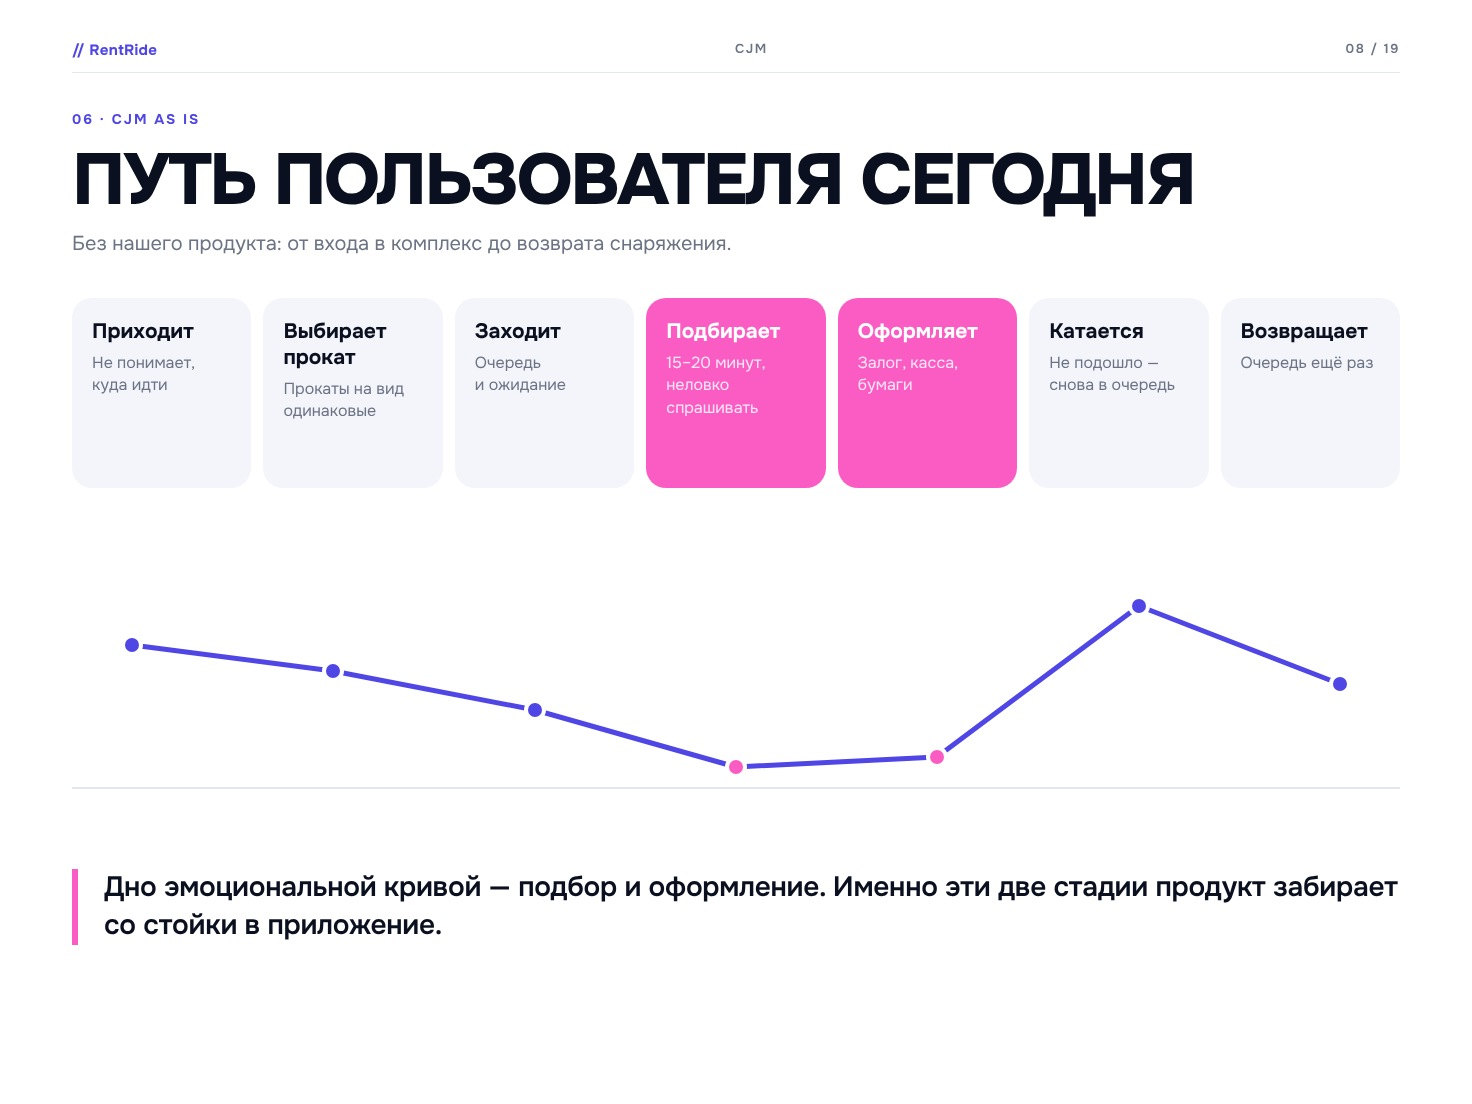 // RentRide
CJM
08 / 19
06 · CJM AS IS
ПУТЬ ПОЛЬЗОВАТЕЛЯ СЕГОДНЯ
Без нашего продукта: от входа в комплекс до возврата снаряжения.
Приходит
Не понимает,
куда идти
Выбирает
прокат
Прокаты на вид
одинаковые
Заходит
Очередь
и ожидание
Подбирает
15–20 минут,
неловко
спрашивать
Оформляет
Залог, касса,
бумаги
Катается
Не подошло —
снова в очередь
Возвращает
Очередь ещё раз
Дно эмоциональной кривой — подбор и оформление. Именно эти две стадии продукт забирает
со стойки в приложение.